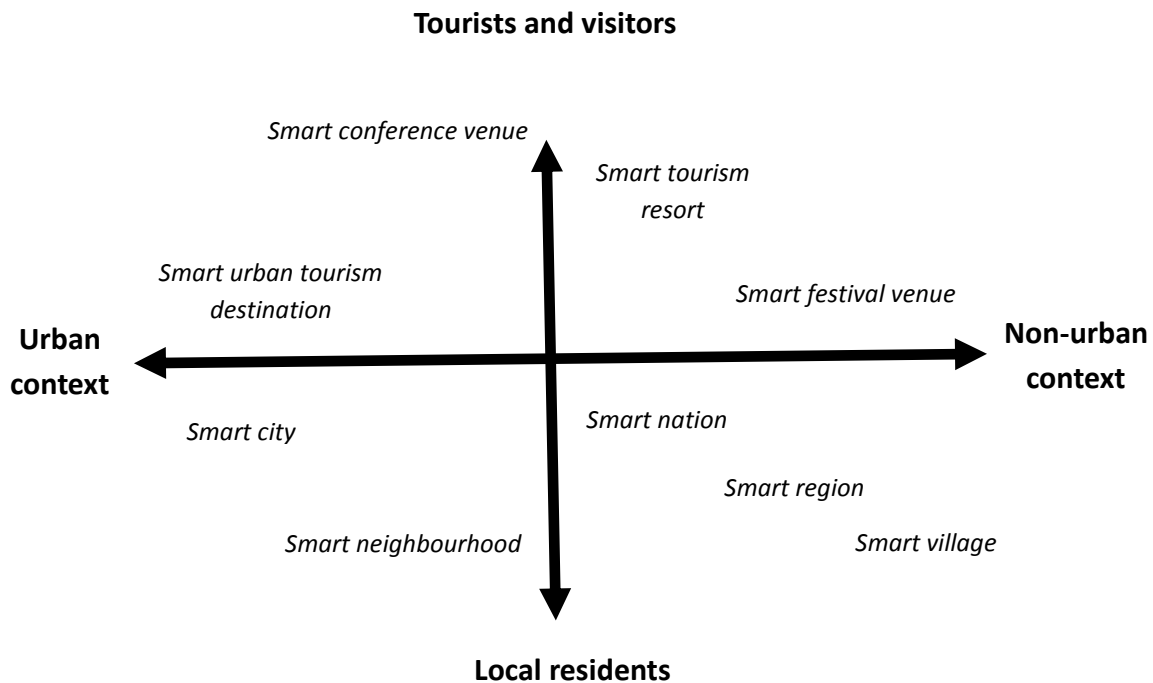 Tourists and visitors
Smart conference venue
Smart tourism
resort
Smart urban tourism
destination
Smart festival venue
Urban
context
Non-urban
context
Smart city
Smart nation
Smart region
Smart neighbourhood
Smart village
Local residents